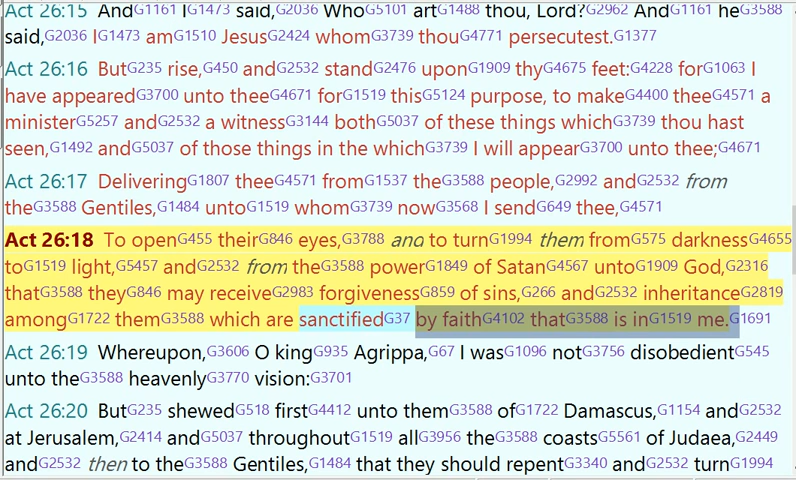 Act 26:15 AndG1161 IG1473 said,G2036 WhoG5101 artG1488 thou, Lord?G2962 AndG1161 heG3588
said,G2036 IG1473 amG1510 JesusG2424 whomG3739 thouG4771 persecutest.G1377
Act 26:16 ButG235 rise,G450 andG2532 standG2476 uponG1909 thyG4675 feet:G4228 forG1063 I
have appearedG3700 unto theeG4671 forG1519 thisG5124 purpose, to makeG4400 theeG4571 a
ministerG5257 andG2532 a witnessG3144 bothG5037 of these things whichG3739 thou hast
seen,G1492 andG5037 of those things in the whichG3739 I will appearG3700 unto thee;G4671
Act 26:17 DeliveringG1807 theeG4571 fromG1537 theG3588 people,G2992 andG2532 from
theG3588 Gentiles,G1484 untoG1519 whomG3739 nowG3568 I sendG649 thee,G4571
Act 26:18 To openG455 theirG846 eyes,G3788 and to turnG1994 them fromG575 darknessG4655
toG1519 light,G5457 andG2532 from theG3588 powerG1849 of SatanG4567 untoG1909 God,G2316
thatG3588 theyG846 may receiveG2983 forgivenessG859 of sins,G266 andG2532 inheritanceG2819
amongG1722 themG3588 which are sanctifiedG37 by faithG4102 thatG3588 is inG1519 me.G1691
Act 26:19 Whereupon,G3606 O kingG935 Agrippa,G67 I wasG1096 notG3756 disobedientG545
unto theG3588 heavenlyG3770 vision:G3701
Act 26:20 ButG235 shewedG518 firstG4412 unto themG3588 ofG1722 Damascus,G1154 andG2532
at Jerusalem,G2414 andG5037 throughoutG1519 allG3956 theG3588 coastsG5561 of Judaea,G2449
andG2532 then to theG3588 Gentiles,G1484 that they should repentG3340 andG2532 turnG1994